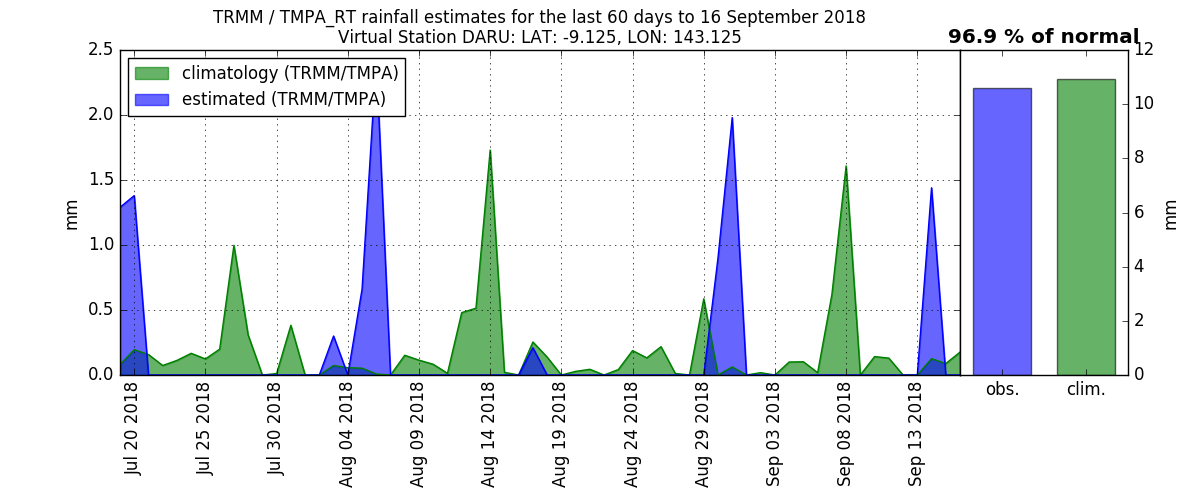 TRMM / TMPA_RT rainfall estimates for the last 60 days to 16 September 2018
Virtual Station DARU: LAT: -9.125, LON: 143.125
96.9 % of normal
climatology (TRMM/TMPA)
estimated (TRMM/TMPA)
mm
2.5
2.0
1.5
1.0
0.5
0.0
Jul 20 2018
Jul 25 2018
Jul 30 2018
Aug 04 2018
Aug 09 2018
Aug 14 2018
Aug 19 2018
Aug 24 2018
Aug 29 2018
Sep 03 2018
Sep 08 2018
Sep 13 2018
12
10
8
6
4
2
0
mm
obs.
clim.